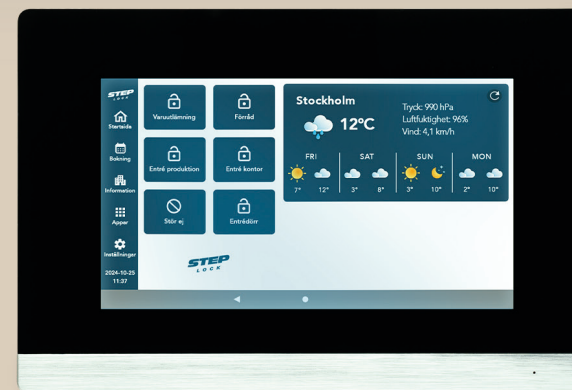 STEP
LOCK
Startsida
Bokning
Information
Appar
Inställningar
2024-10-25
11:37
Varuutlämning
Förråd
Entré produktion
Entré kontor
Stör ej
Entrédörr
STEP
LOCK
Stockholm
12°C
Tryck: 990 hPa
Luftfuktighet: 96%
Vind: 4,1 km/h
FRI SAT SUN MON
7° 12° 3° 8° 3° 10° 2° 10°